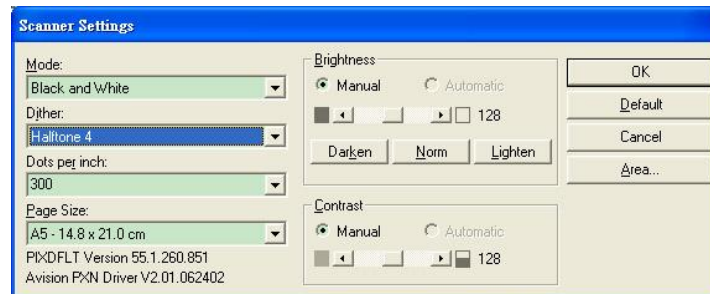 Scanner Settings
Mode:
Black and White
Dither:
Halftone 4
Dots per inch:
300
Page Size:
A5 - 14.8 x 21.0 cm
PIXDFLT Version 55.1.260.851
Avision PXN Driver V2.01.062402
Brightness
Manual Automatic
128
Darken Norm Lighten
Contrast
Manual Automatic
128
OK
Default
Cancel
Area...